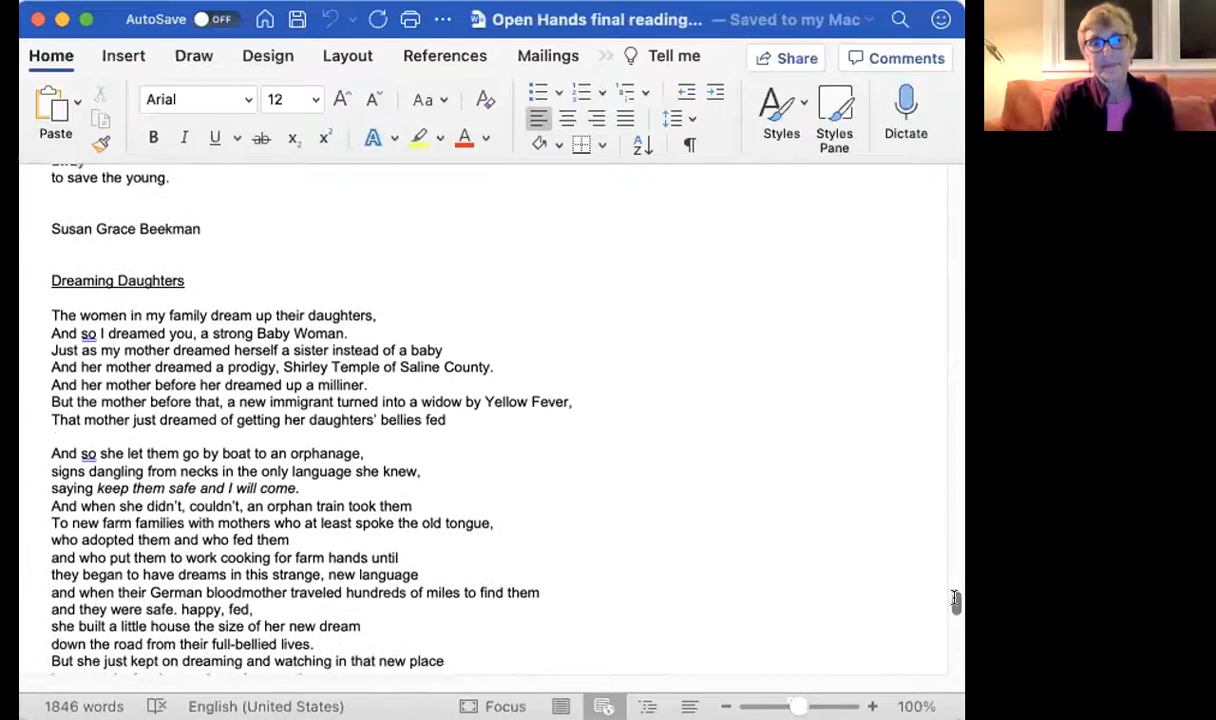 AutoSave OFF Open Hands final reading... — Saved to my Mac
Home Insert Draw Design Layout References Mailings Tell me Share Comments
Paste Arial 12 Aa Styles Styles Pane Dictate
to save the young.
Susan Grace Beekman
Dreaming Daughters
The women in my family dream up their daughters,
And so I dreamed you, a strong Baby Woman.
Just as my mother dreamed herself a sister instead of a baby
And her mother dreamed a prodigy, Shirley Temple of Saline County.
And her mother before her dreamed up a milliner.
But the mother before that, a new immigrant turned into a widow by Yellow Fever,
That mother just dreamed of getting her daughters' bellies fed
And so she let them go by boat to an orphanage,
signs dangling from necks in the only language she knew,
saying keep them safe and I will come.
And when she didn't, couldn't, an orphan train took them
To new farm families with mothers who at least spoke the old tongue,
who adopted them and who fed them
and who put them to work cooking for farm hands until
they began to have dreams in this strange, new language
and when their German bloodmother traveled hundreds of miles to find them
and they were safe. happy, fed,
she built a little house the size of her new dream
down the road from their full-bellied lives.
But she just kept on dreaming and watching in that new place
1846 words English (United States) Focus 100%